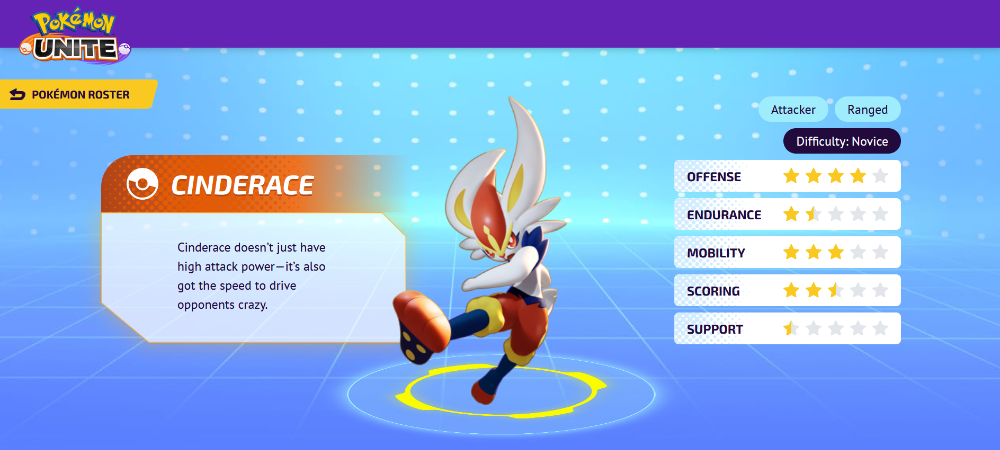 POKÉMON
UNITE
POKÉMON ROSTER
Attacker
Ranged
Difficulty: Novice
CINDERACE
Cinderace doesn't just have
high attack power—it's also
got the speed to drive
opponents crazy.
OFFENSE
ENDURANCE
MOBILITY
SCORING
SUPPORT